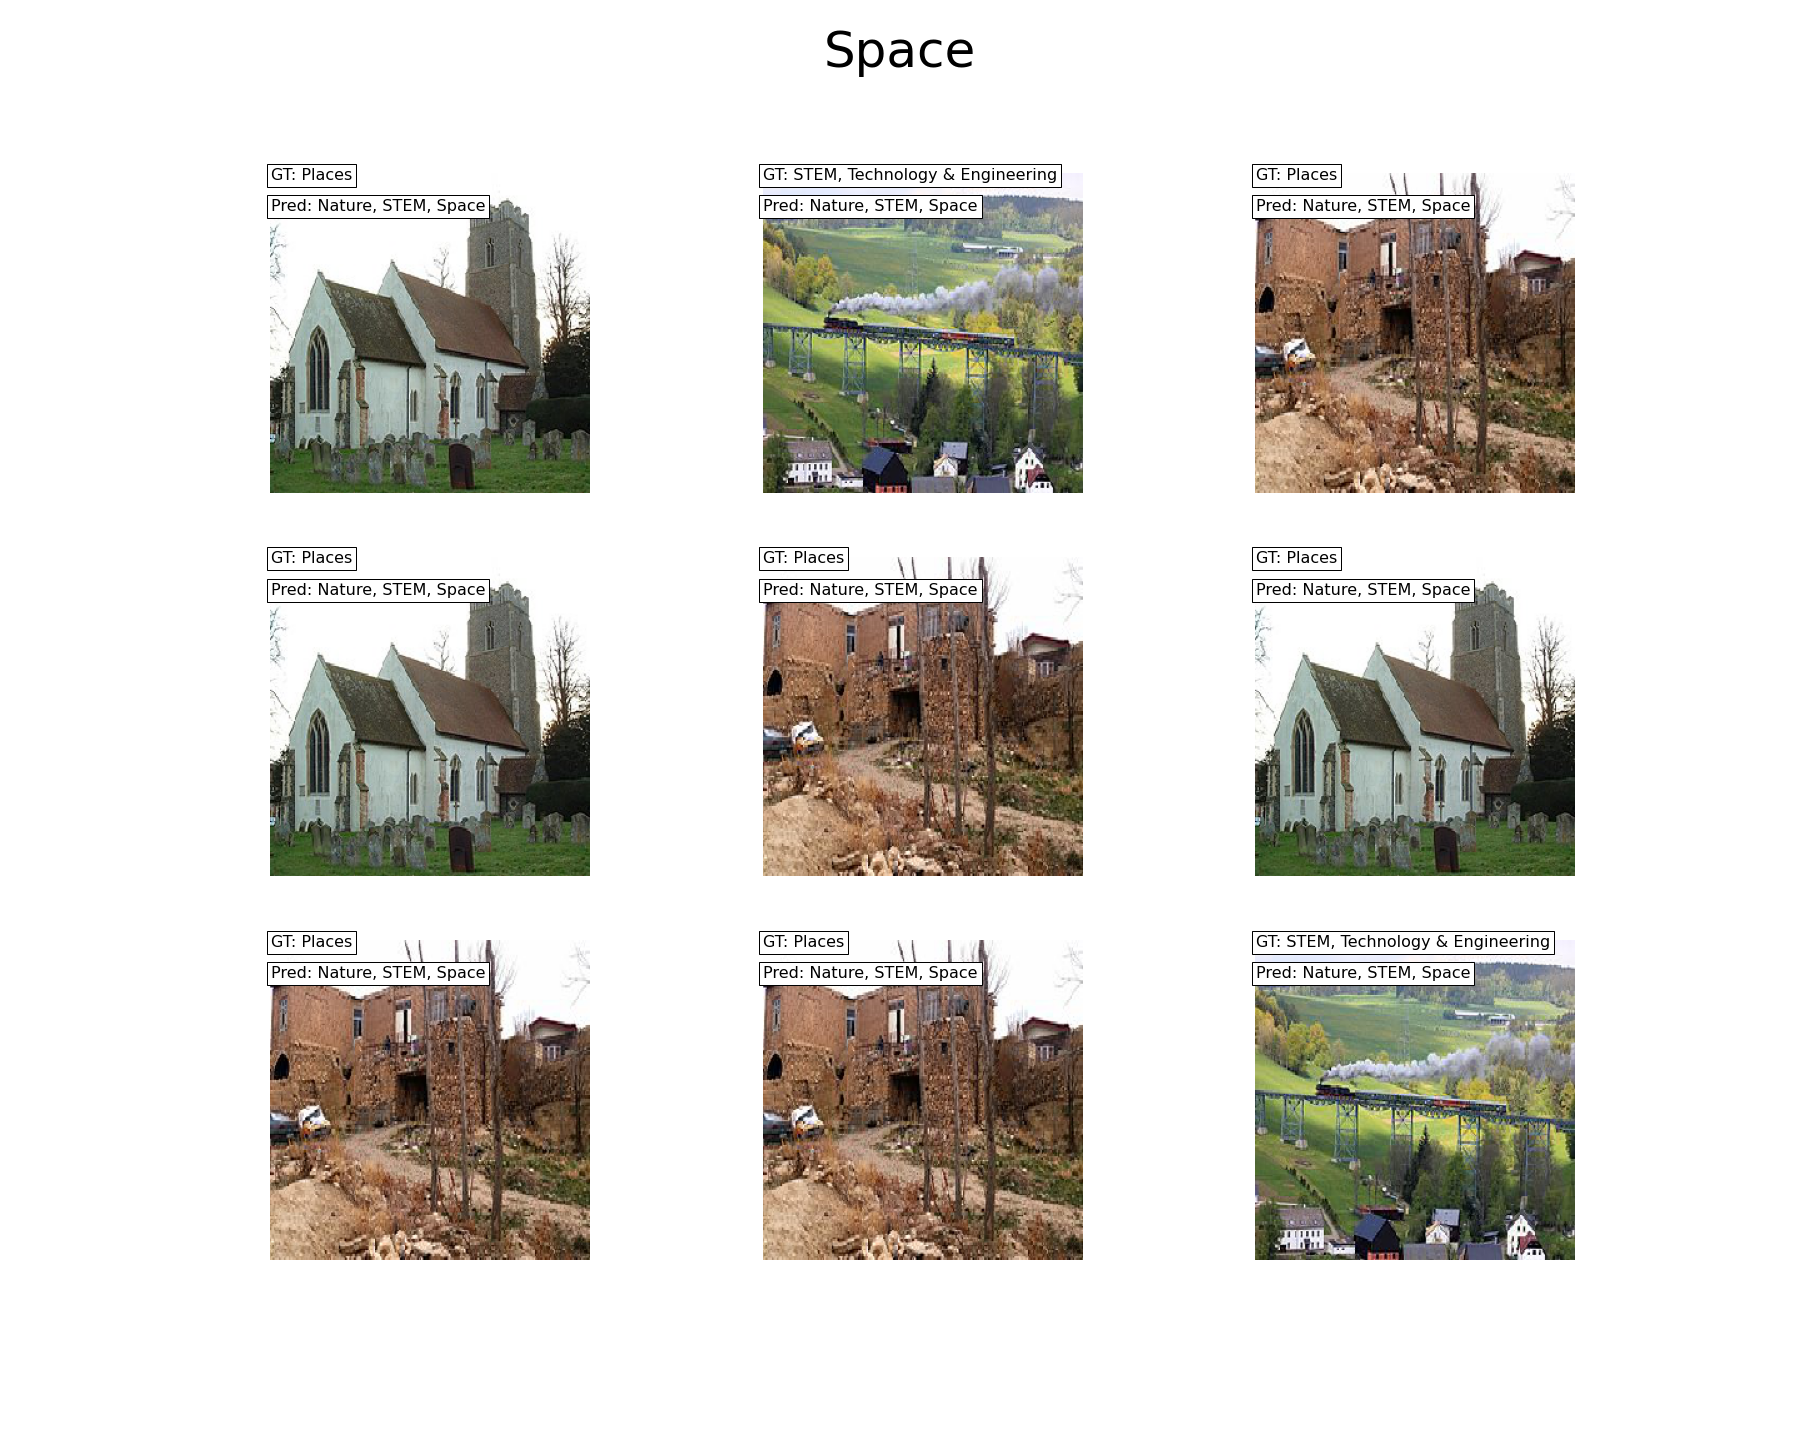 Space
GT: Places
Pred: Nature, STEM, Space
GT: STEM, Technology & Engineering
Pred: Nature, STEM, Space
GT: Places
Pred: Nature, STEM, Space
GT: Places
Pred: Nature, STEM, Space
GT: Places
Pred: Nature, STEM, Space
GT: Places
Pred: Nature, STEM, Space
GT: Places
Pred: Nature, STEM, Space
GT: Places
Pred: Nature, STEM, Space
GT: STEM, Technology & Engineering
Pred: Nature, STEM, Space